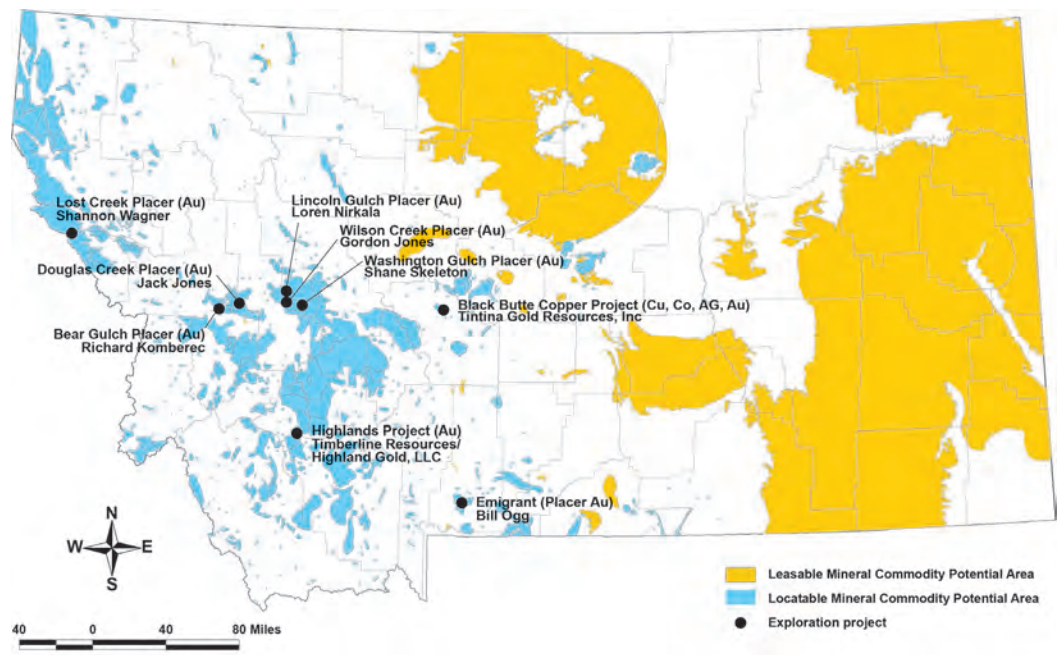 Lincoln Gulch Placer (Au)
Loren Nirkala
Lost Creek Placer (Au)
Shannon Wagner
Wilson Creek Placer (Au)
Gordon Jones
Washington Gulch Placer (Au)
Shane Skeleton
Douglas Creek Placer (Au)
Jack Jones
Black Butte Copper Project (Cu, Co, AG, Au)
Tintina Gold Resources, Inc
Bear Gulch Placer (Au)
Richard Komberec
Highlands Project (Au)
Timberline Resources/
Highland Gold, LLC
Emigrant (Placer Au)
Bill Ogg
N
W E
S
Leasable Mineral Commodity Potential Area
Locatable Mineral Commodity Potential Area
Exploration project
40 0 40 80 Miles